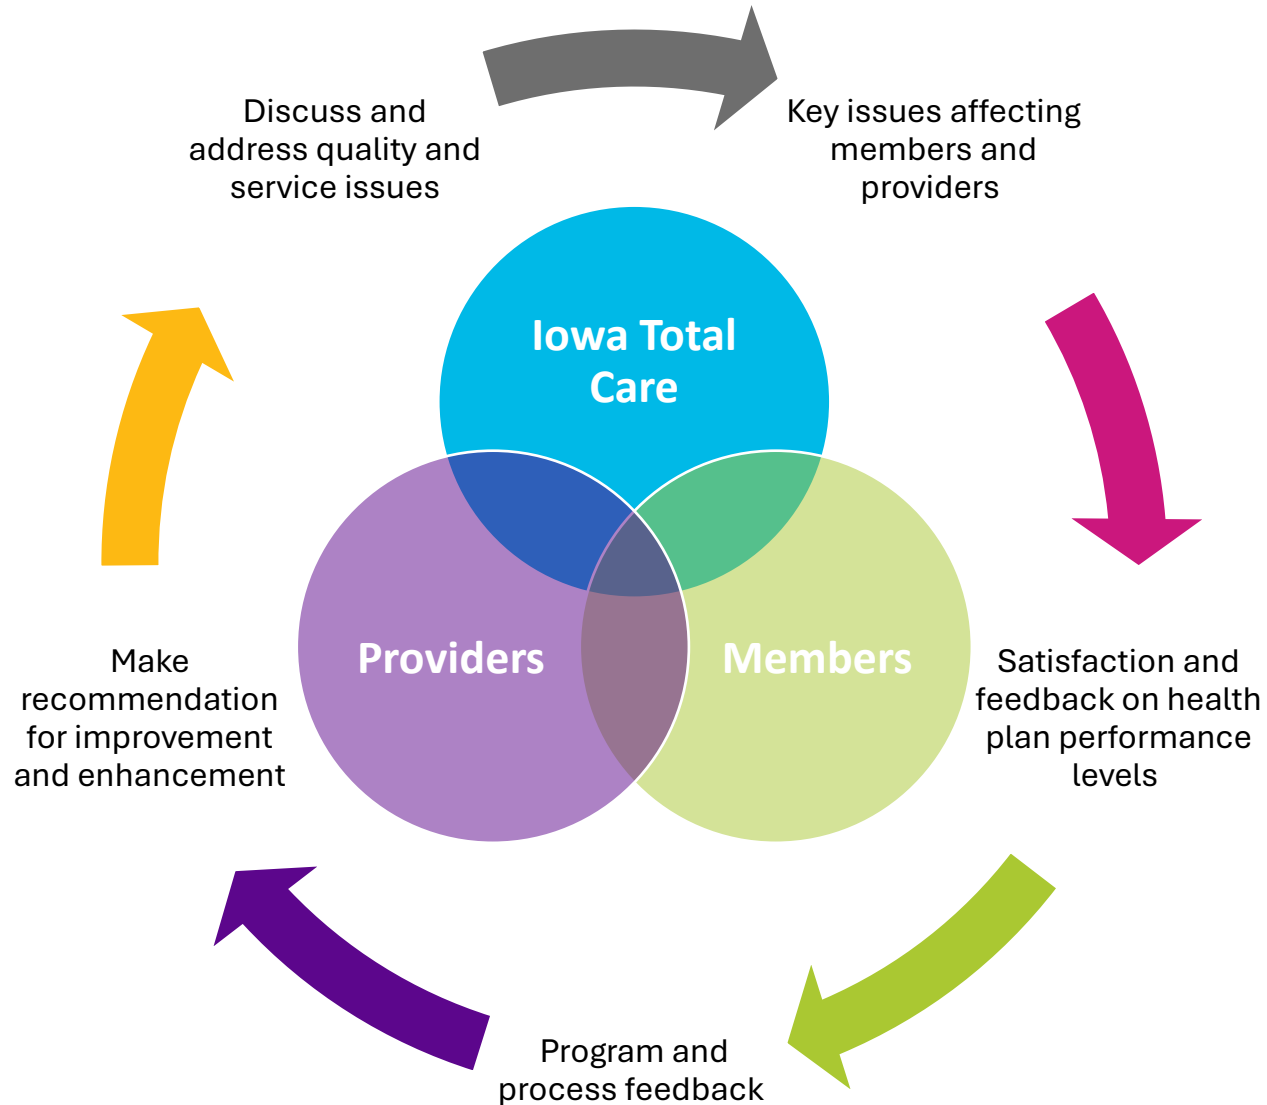 Discuss and
address quality and
service issues
Key issues affecting
members and
providers
Iowa Total
Care
Providers
Members
Satisfaction and
feedback on health
plan performance
levels
Program and
process feedback
Make
recommendation
for improvement
and enhancement